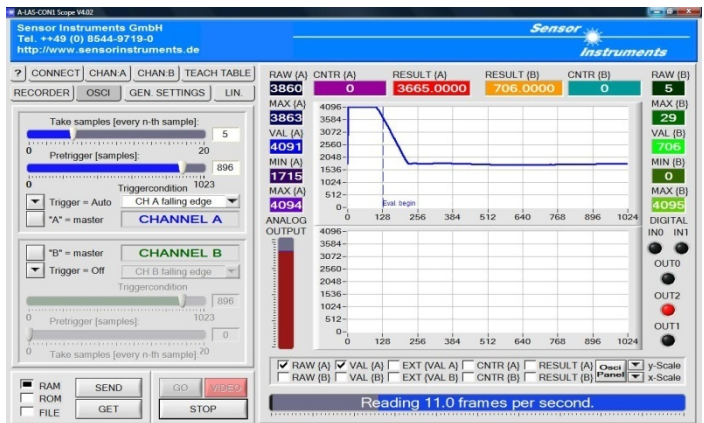 A-LAS-CON1 Scope V4.02
Sensor Instruments GmbH
Tel. ++49 (0) 8544-9719-0
http://www.sensorinstruments.de
Sensor
Instruments
? CONNECT CHAN:A CHAN:B TEACH TABLE
RECORDER OSCI GEN. SETTINGS LIN.
Take samples [every n-th sample]:
5
0 20
Pretrigger [samples]:
896
0 1023
Triggercondition
Trigger = Auto CH A falling edge
"A" = master CHANNEL A
"B" = master CHANNEL B
Trigger = Off CH B falling edge
Triggercondition
896
0 1023
Pretrigger [samples]:
0
0 20
Take samples [every n-th sample]
RAM SEND GO VIDEO
ROM
FILE GET STOP
RAW {A} CNTR {A} RESULT {A} RESULT {B} CNTR {B} RAW {B}
3860 0 3665.0000 706.0000 0 5
MAX {A}
3863
VAL {A}
4091
MIN {A}
1715
MAX {A}
4094
ANALOG
OUTPUT
4096
3584
3072
2560
2048
1536
1024
512
0
Eval. begin
0 128 256 384 512 640 768 896 1024
4096
3584
3072
2560
2048
1536
1024
512
0
0 128 256 384 512 640 768 896 1024
MAX {B}
29
VAL {B}
706
MIN {B}
0
MAX {B}
4095
DIGITAL
IN0 IN1
OUT0
OUT2
OUT1
RAW {A} VAL {A} EXT {VAL A} CNTR {A} RESULT {A} Osci y-Scale
RAW {B} VAL {B} EXT {VAL B} CNTR {B} RESULT {B} Panel x-Scale
Reading 11.0 frames per second.